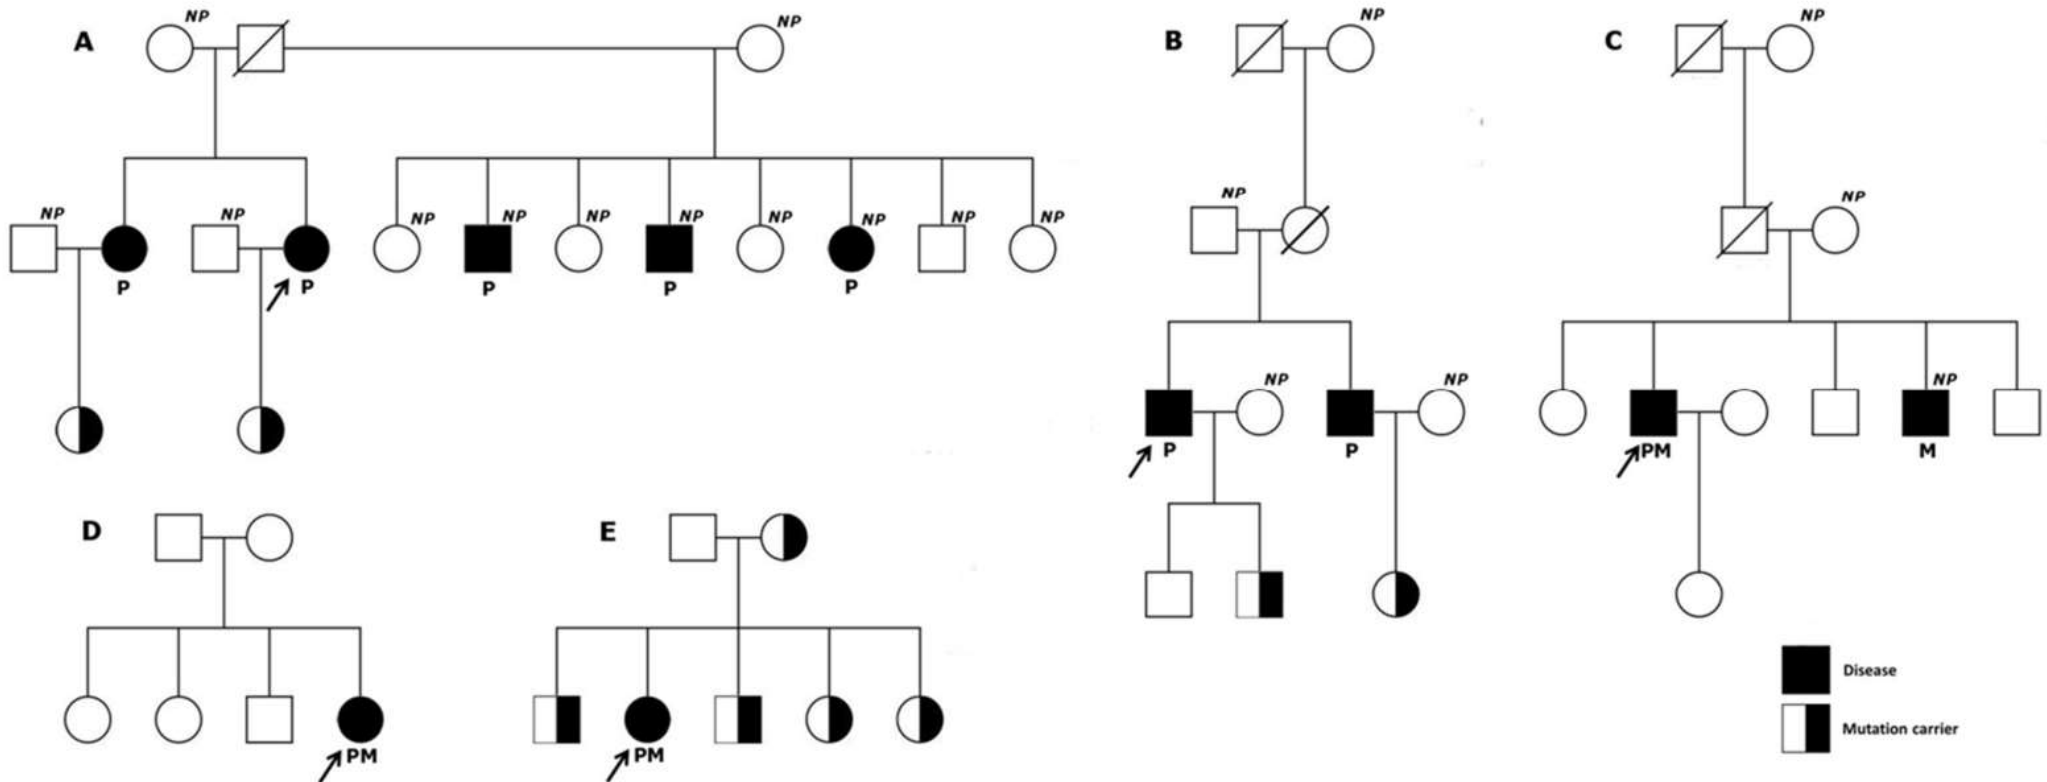 A NP NP
NP NP NP NP NP NP NP NP NP NP
P P P P P
B NP
NP
NP NP
P P
C NP
NP
NP
PM M
D
PM
E
PM
Disease
Mutation carrier